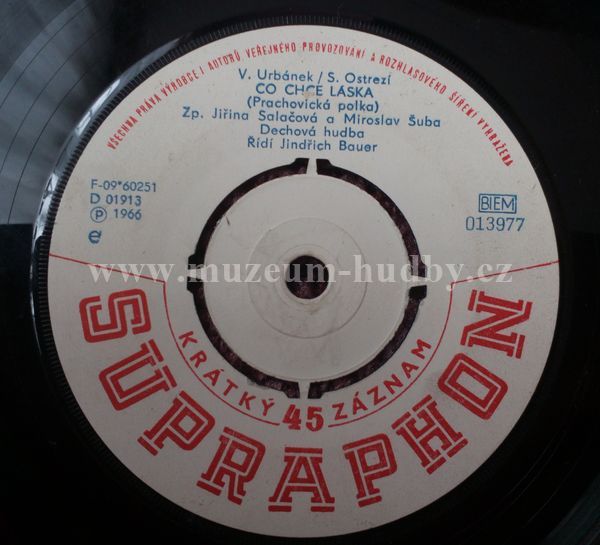 VŠECHNA PRÁVA VÝROBCE I AUTORŮ VEŘEJNÉHO PROVOZOVÁNÍ A ROZHLASOVÉHO ŠÍŘENÍ VYHRAŽENA
V. Urbánek / S. Ostrezí
CO CHCE LÁSKA
(Prachovická polka)
Zp. Jiřina Salačová a Miroslav Šuba
Dechová hudba
Řídí Jindřich Bauer
F-09*60251
D 01913
Ⓟ 1966
e
BIEM
013977
www.muzeum-hudby.cz
KRÁTKÝ 45 ZÁZNAM
SUPRAPHON